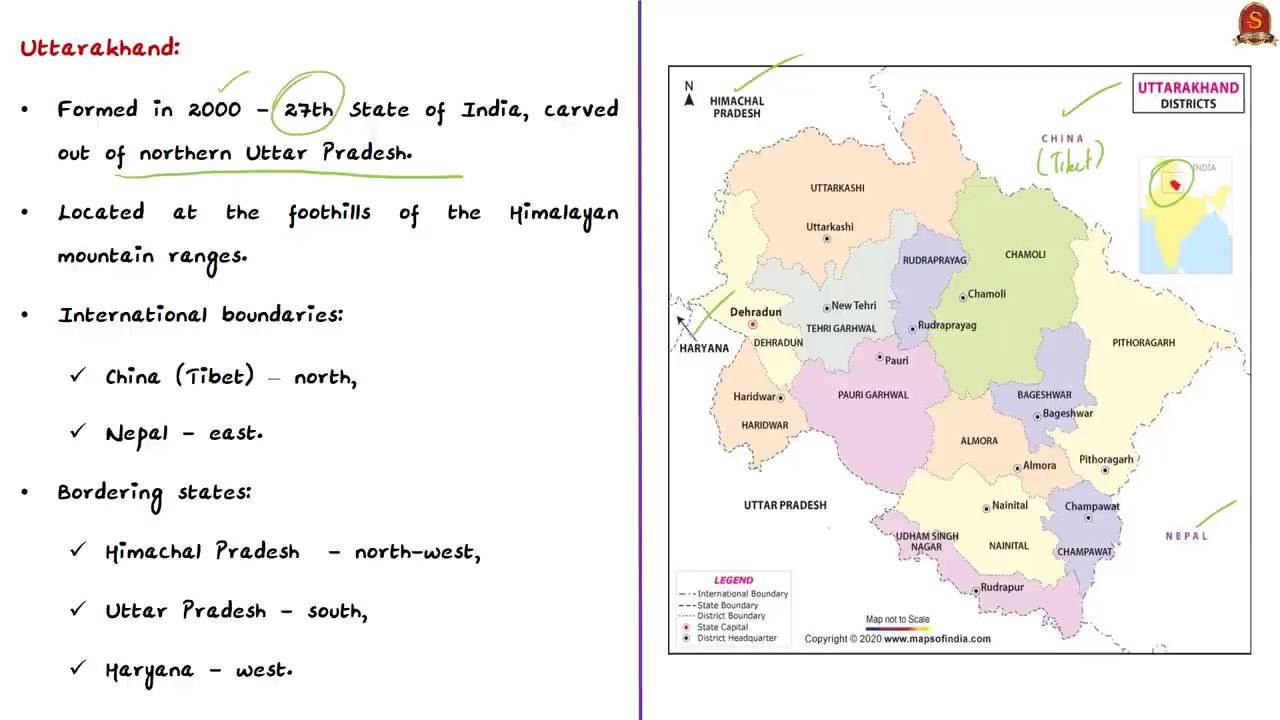 Uttarakhand:
• Formed in 2000 – 27th State of India, carved
out of northern Uttar Pradesh.
• Located at the foothills of the Himalayan
mountain ranges.
• International boundaries:
✓ China (Tibet) – north,
✓ Nepal – east.
• Bordering states:
✓ Himachal Pradesh – north-west,
✓ Uttar Pradesh – south,
✓ Haryana – west.
S
N
HIMACHAL
PRADESH
UTTARAKHAND
DISTRICTS
CHINA
(Tibet)
INDIA
UTTARKASHI
Uttarkashi
RUDRAPRAYAG
CHAMOLI
Chamoli
New Tehri
Dehradun
TEHRI GARHWAL
Rudraprayag
HARYANA
DEHRADUN
PITHORAGARH
Pauri
Haridwar
PAURI GARHWAL
BAGESHWAR
Bageshwar
HARIDWAR
ALMORA
Almora
Pithoragarh
UTTAR PRADESH
Nainital
Champawat
UDHAM SINGH
NAGAR
NAINITAL
CHAMPAWAT
NEPAL
Rudrapur
LEGEND
International Boundary
State Boundary
District Boundary
State Capital
District Headquarter
Map not to Scale
Copyright © 2020 www.mapsofindia.com